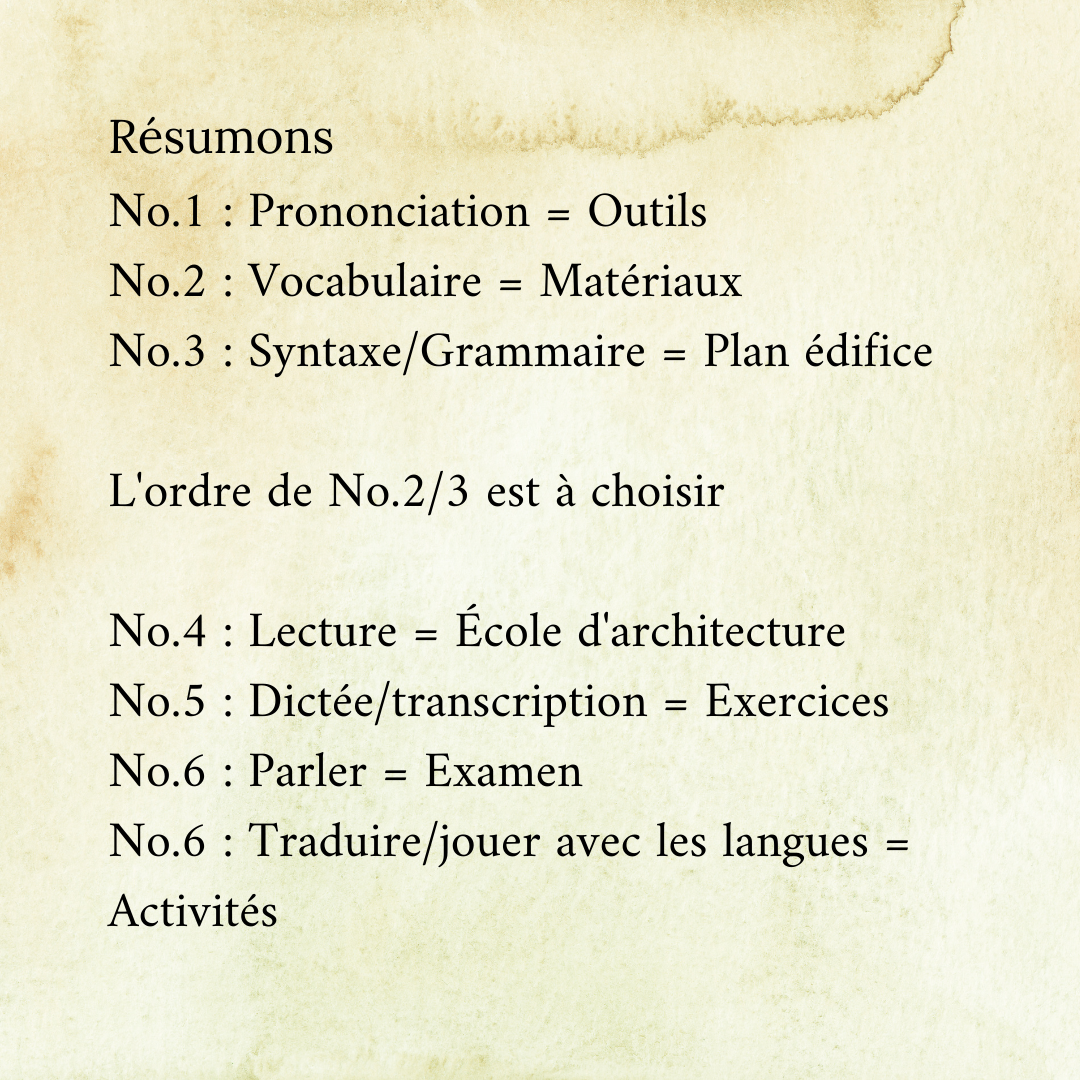 Résumons
No.1 : Prononciation = Outils
No.2 : Vocabulaire = Matériaux
No.3 : Syntaxe/Grammaire = Plan édifice
L'ordre de No.2/3 est à choisir
No.4 : Lecture = École d'architecture
No.5 : Dictée/transcription = Exercices
No.6 : Parler = Examen
No.6 : Traduire/jouer avec les langues =
Activités